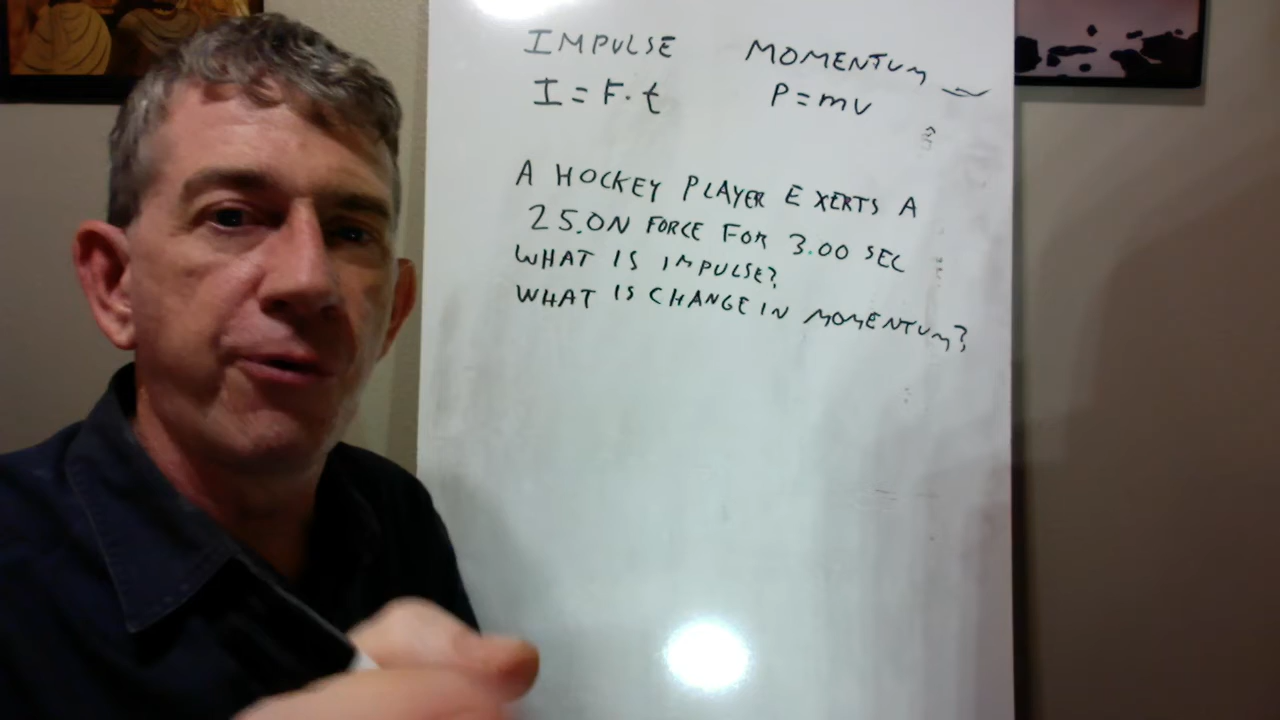 IMPULSE MOMENTUM
I = F · t P = mv
A HOCKEY PLAYER EXERTS A
25.0N FORCE FOR 3.00 SEC
WHAT IS IMPULSE?
WHAT IS CHANGE IN MOMENTUM?